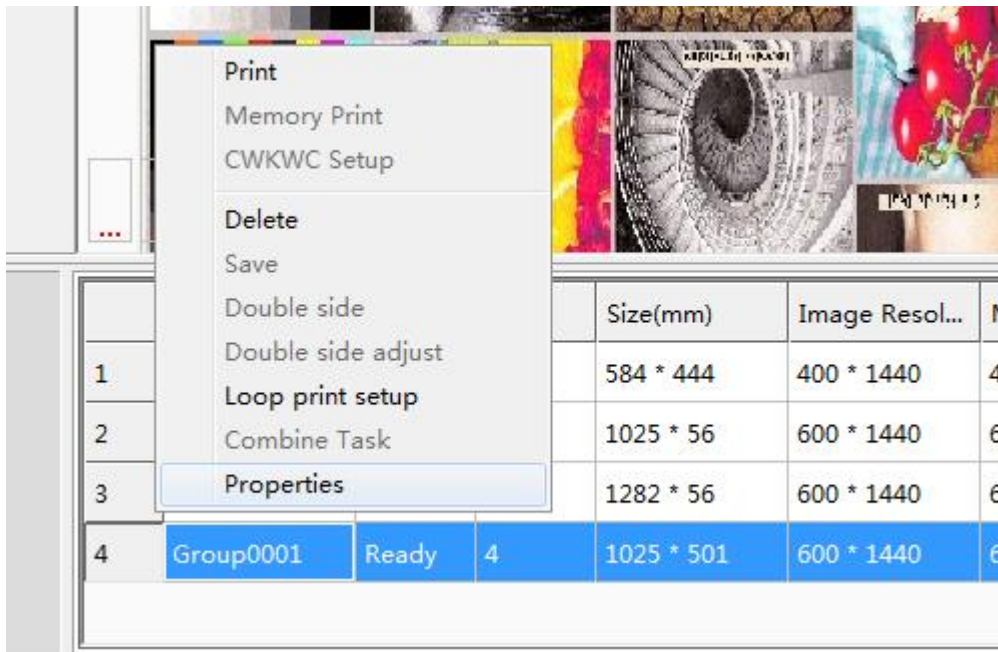 Print
Memory Print
CWKWC Setup
Delete
Save
Double side
Double side adjust
Loop print setup
Combine Task
Properties
...
Size(mm) Image Resol...
1 584 * 444 400 * 1440
2 1025 * 56 600 * 1440
3 1282 * 56 600 * 1440
4 Group0001 Ready 4 1025 * 501 600 * 1440